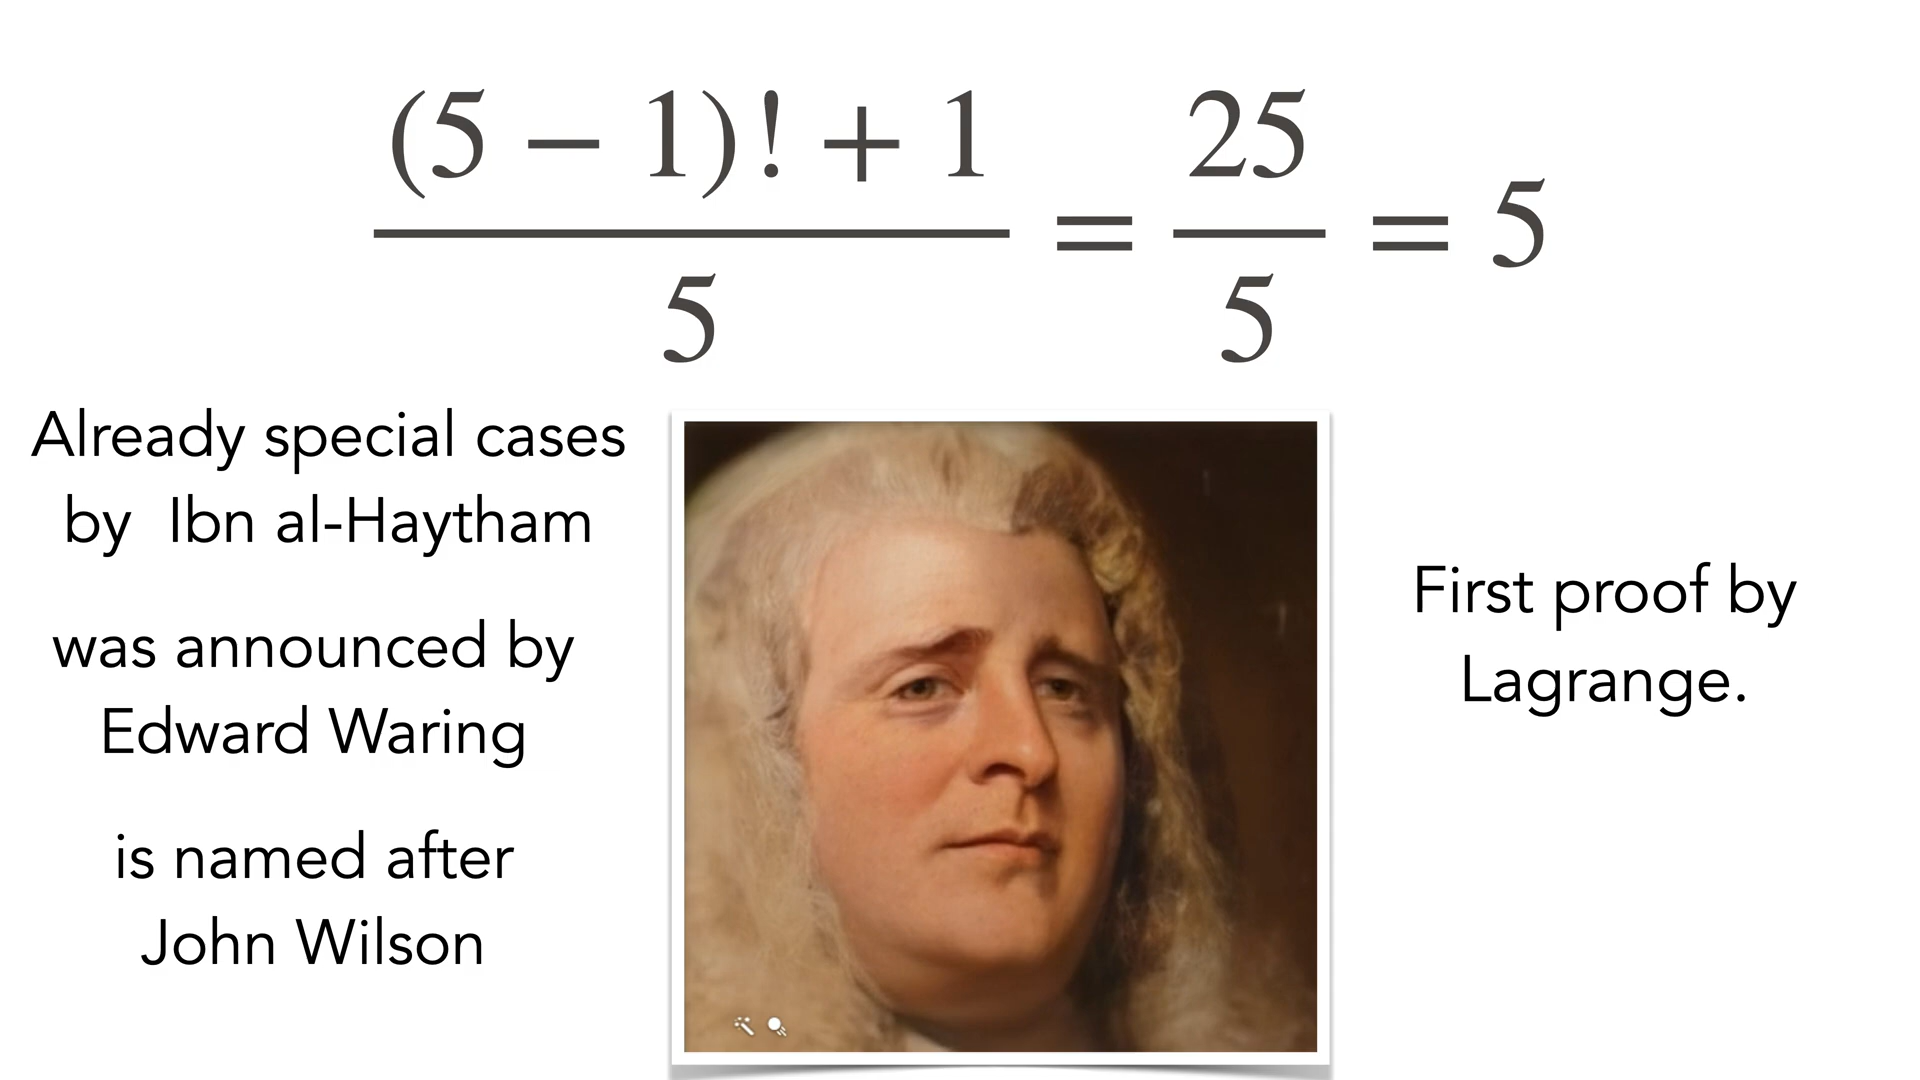 (5 − 1)! + 1 / 5 = 25 / 5 = 5
Already special cases
by Ibn al-Haytham
was announced by
Edward Waring
is named after
John Wilson
First proof by
Lagrange.